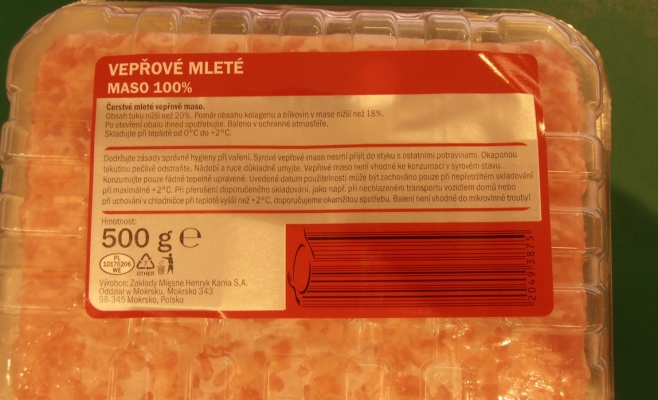 VEPŘOVÉ MLETÉ
MASO 100%
Čerstvé mleté vepřové maso.
Obsah tuku nižší než 20%. Poměr obsahu kolagenu a bílkovin v mase nižší než 18%.
Po otevření obalu ihned spotřebujte. Baleno v ochranné atmosféře.
Skladujte při teplotě od 0°C do +2°C.
Dodržujte zásady správné hygieny při vaření. Syrové vepřové maso nesmí přijít do styku s ostatními potravinami. Okapanou
tekutinu pečlivě odstraňte. Nádobí a ruce důkladně umyjte. Vepřové maso není vhodné ke konzumaci v syrovém stavu.
Konzumujte pouze řádně tepelně upravené. Uvedené datum použitelnosti může být zachováno pouze při nepřetržitém skladování
při maximálně +2°C. Při přerušení doporučeného skladování, jako např. při nechlazeném transportu vozidlem domů nebo
při uchování v chladničce při teplotě vyšší než +2°C, doporučujeme okamžitou spotřebu. Balení není vhodné do mikrovlnné trouby!
Hmotnost:
500 g e
PL
10170206
WE
7
OTHER
Výrobce: Zakłady Mięsne Henryk Kania S.A.
Oddział w Mokrsku, Mokrsko 343
98-345 Mokrsko, Polsko
2049 3875